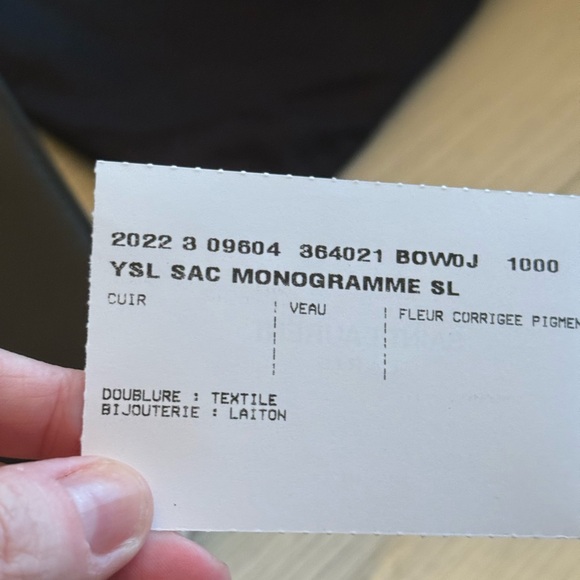 2022 3 09604 364021 BOW0J 1000
YSL SAC MONOGRAMME SL
CUIR VEAU FLEUR CORRIGEE PIGMEN
DOUBLURE : TEXTILE
BIJOUTERIE : LAITON